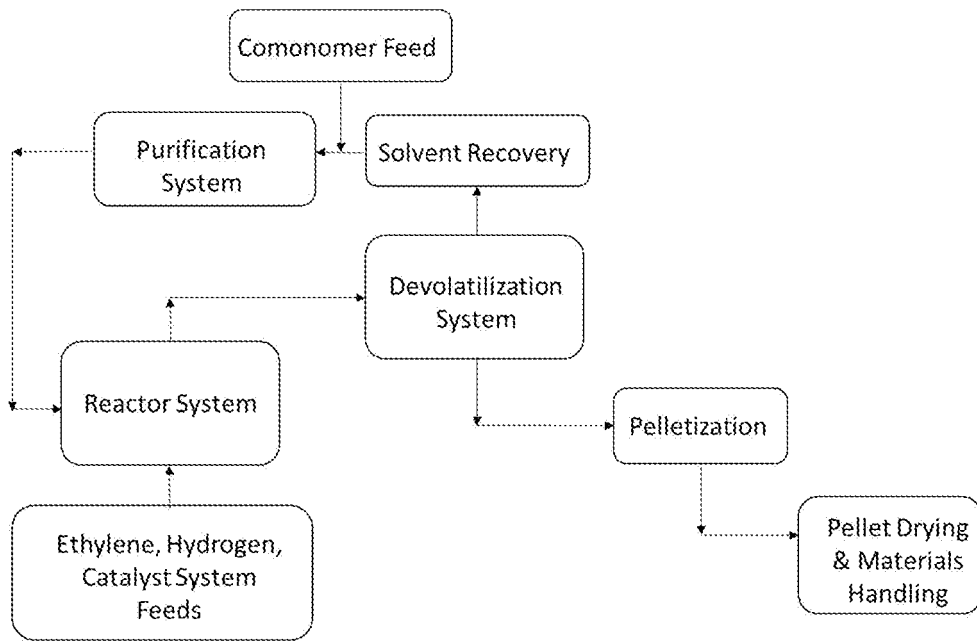 Comonomer Feed
Purification
System
Solvent Recovery
Devolatilization
System
Reactor System
Pelletization
Ethylene, Hydrogen,
Catalyst System
Feeds
Pellet Drying
& Materials
Handling